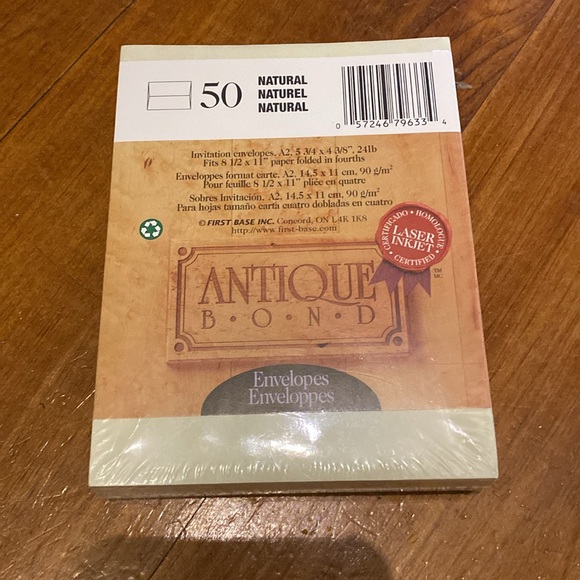 50
NATURAL
NATUREL
NATURAL
0 57246 79633 4
Invitation envelopes, A2, 5 3/4 x 4 3/8", 24lb
Fits 8 1/2 x 11" paper folded in fourths
Enveloppes format carte, A2, 14.5 x 11 cm, 90 g/m²
Pour feuille 8 1/2 x 11" pliée en quatre
Sobres Invitación, A2, 14.5 x 11 cm, 90 g/m²
Para hojas tamaño carta cuatro dobladas en cuatro
© FIRST BASE INC. Concord, ON L4K 1K8
http://www.first-base.com
CERTIFICADO • HOMOLOGUÉ
LASER
INKJET
• CERTIFIED •
TM
MC
ANTIQUE
B • O • N • D
Envelopes
Enveloppes